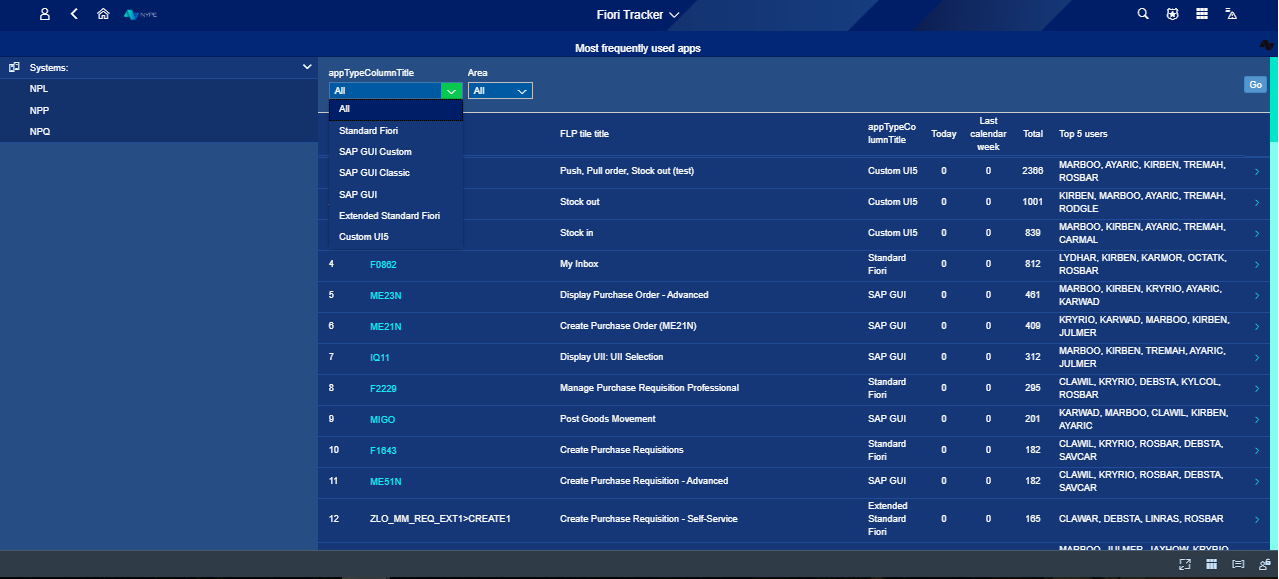 NYPE
Fiori Tracker
Most frequently used apps
Systems:
NPL
NPP
NPQ
appTypeColumnTitle
Area
All
All
Go
All
Standard Fiori
SAP GUI Custom
SAP GUI Classic
SAP GUI
Extended Standard Fiori
Custom UI5
FLP tile title
appTypeCo
lumnTitle
Today
Last
calendar
week
Total
Top 5 users
Push, Pull order, Stock out (test) Custom UI5 0 0 2366 MARBOO, AYARIC, KIRBEN, TREMAH,
ROSBAR
Stock out Custom UI5 0 0 1001 KIRBEN, MARBOO, AYARIC, TREMAH,
RODGLE
Stock in Custom UI5 0 0 839 MARBOO, KIRBEN, AYARIC, TREMAH,
CARMAL
4 F0862 My Inbox Standard
Fiori 0 0 812 LYDHAR, KIRBEN, KARMOR, OCTATK,
ROSBAR
5 ME23N Display Purchase Order - Advanced SAP GUI 0 0 461 MARBOO, KIRBEN, KRYRIO, AYARIC,
KARWAD
6 ME21N Create Purchase Order (ME21N) SAP GUI 0 0 409 KRYRIO, KARWAD, MARBOO, KIRBEN,
JULMER
7 IQ11 Display UII: UII Selection SAP GUI 0 0 312 MARBOO, KIRBEN, TREMAH, AYARIC,
JULMER
8 F2229 Manage Purchase Requisition Professional Standard
Fiori 0 0 295 CLAWIL, KRYRIO, DEBSTA, KYLCOL,
ROSBAR
9 MIGO Post Goods Movement SAP GUI 0 0 201 KARWAD, MARBOO, CLAWIL, KIRBEN,
AYARIC
10 F1643 Create Purchase Requisitions Standard
Fiori 0 0 182 CLAWIL, KRYRIO, ROSBAR, DEBSTA,
SAVCAR
11 ME51N Create Purchase Requisition - Advanced SAP GUI 0 0 182 CLAWIL, KRYRIO, ROSBAR, DEBSTA,
SAVCAR
12 ZLO_MM_REQ_EXT1>CREATE1 Create Purchase Requisition - Self-Service Extended
Standard
Fiori 0 0 165 CLAWAR, DEBSTA, LINRAS, ROSBAR
MARBOO, JULMER, JAXHOW, KRYRIO